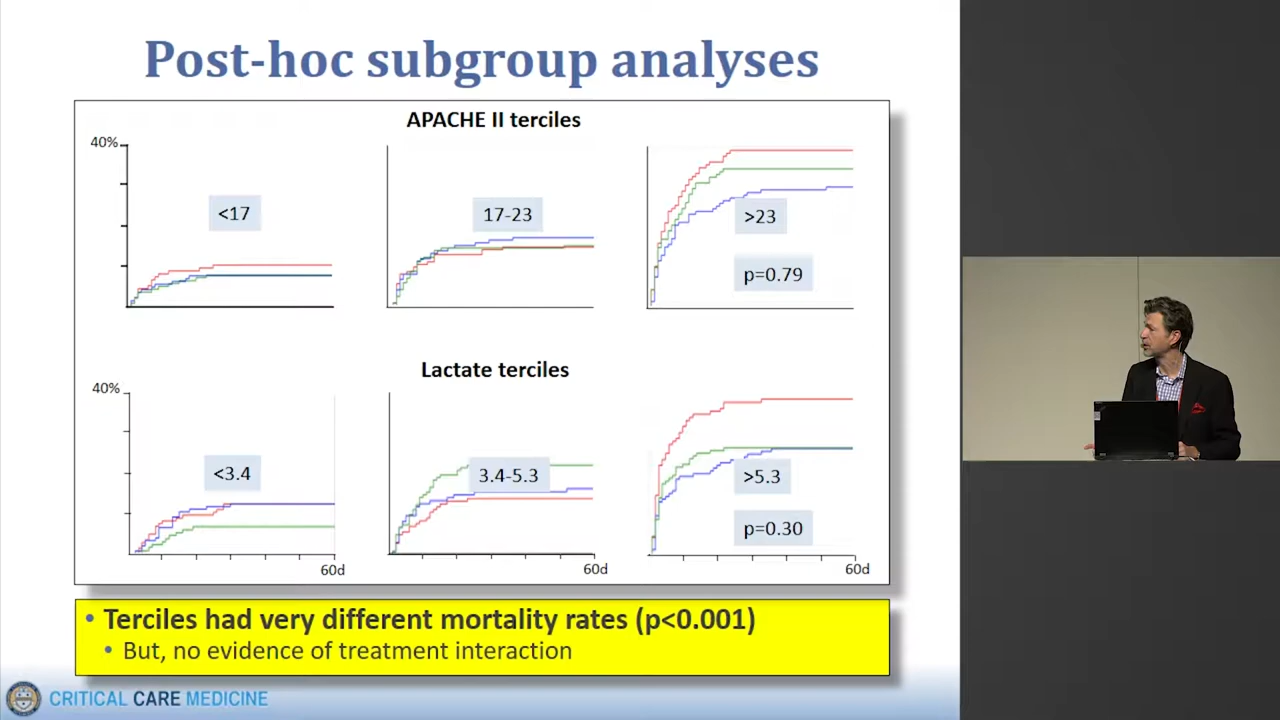 Post-hoc subgroup analyses
APACHE II terciles
40%
<17
17-23
>23
p=0.79
Lactate terciles
40%
<3.4
3.4-5.3
>5.3
p=0.30
60d
60d
60d
• Terciles had very different mortality rates (p<0.001)
• But, no evidence of treatment interaction
CRITICAL CARE MEDICINE